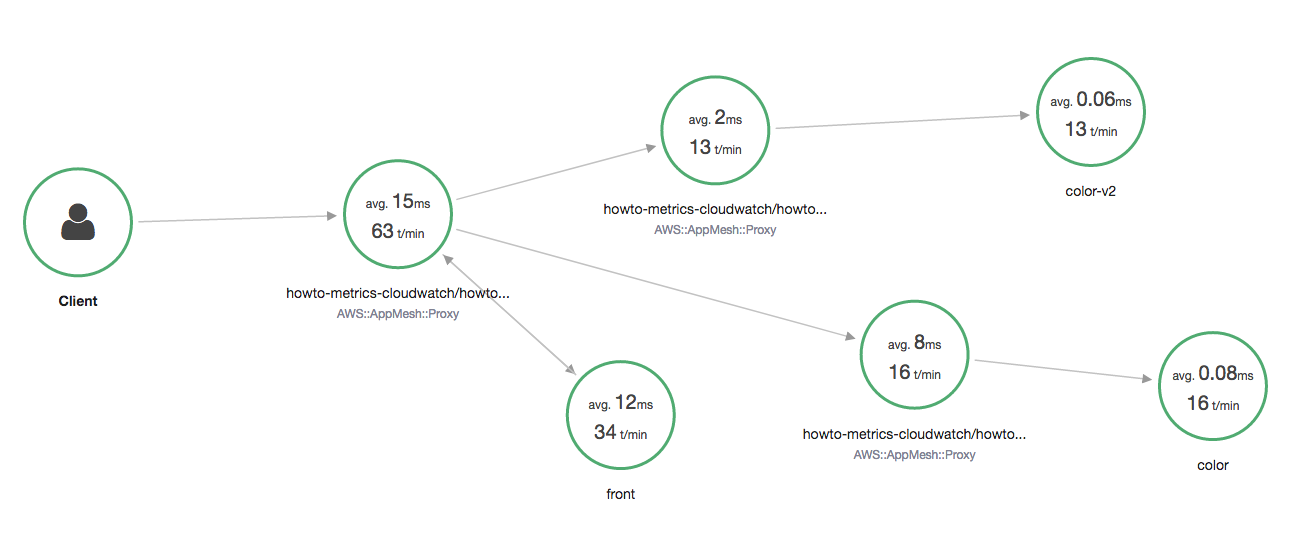 Client
avg. 15ms
63 t/min
howto-metrics-cloudwatch/howto...
AWS::AppMesh::Proxy
avg. 2ms
13 t/min
howto-metrics-cloudwatch/howto...
AWS::AppMesh::Proxy
avg. 0.06ms
13 t/min
color-v2
avg. 12ms
34 t/min
front
avg. 8ms
16 t/min
howto-metrics-cloudwatch/howto...
AWS::AppMesh::Proxy
avg. 0.08ms
16 t/min
color